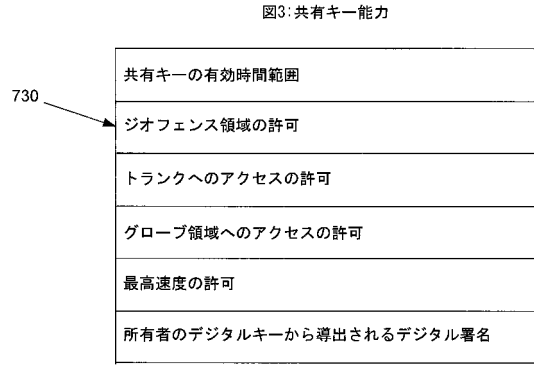 図3:共有キー能力
共有キーの有効時間範囲
730
ジオフェンス領域の許可
トランクへのアクセスの許可
グローブ領域へのアクセスの許可
最高速度の許可
所有者のデジタルキーから導出されるデジタル署名